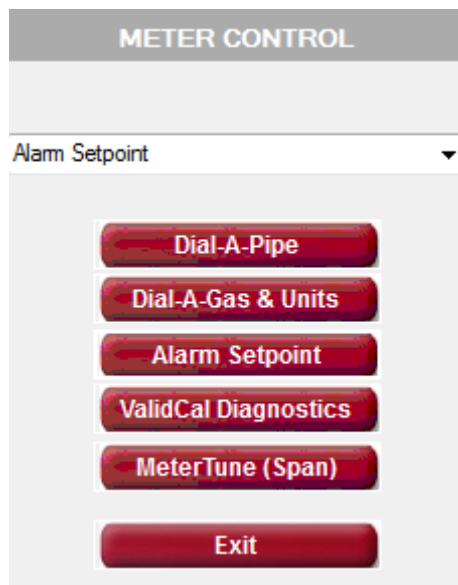 METER CONTROL
Alarm Setpoint
Dial-A-Pipe
Dial-A-Gas & Units
Alarm Setpoint
ValidCal Diagnostics
MeterTune (Span)
Exit